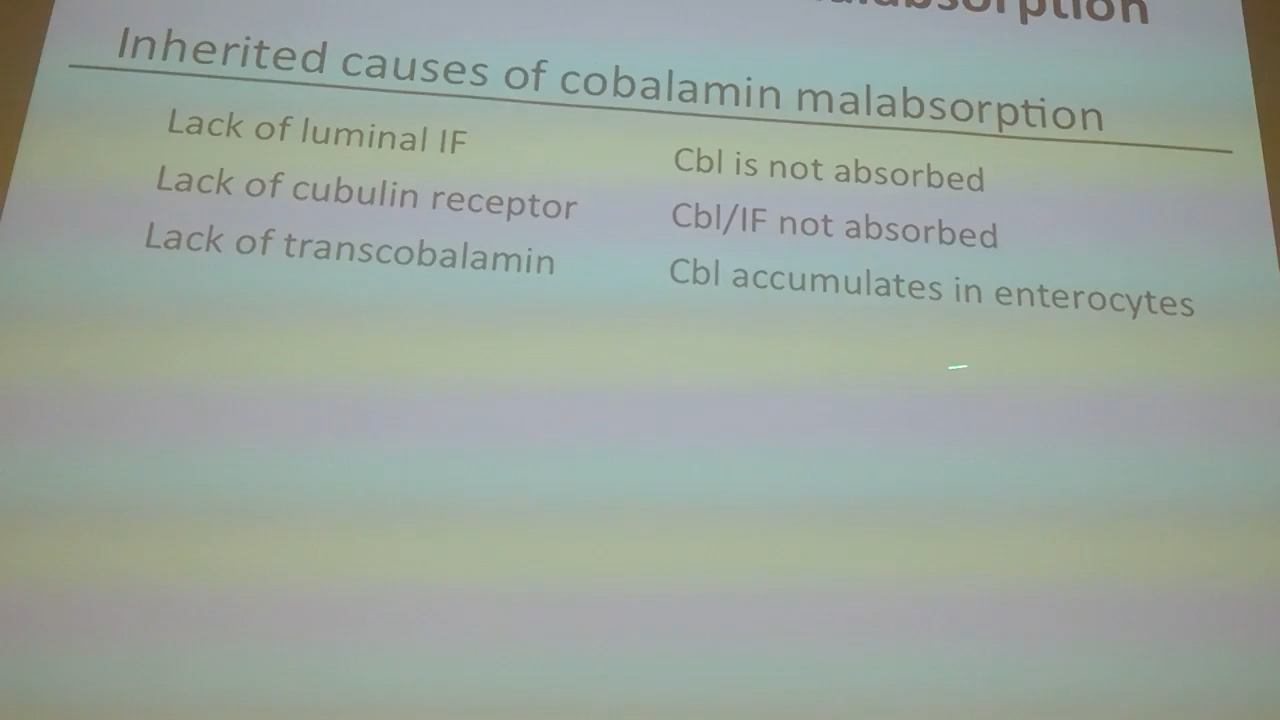 Inherited causes of cobalamin malabsorption
Lack of luminal IF
Cbl is not absorbed
Lack of cubulin receptor
Cbl/IF not absorbed
Lack of transcobalamin
Cbl accumulates in enterocytes